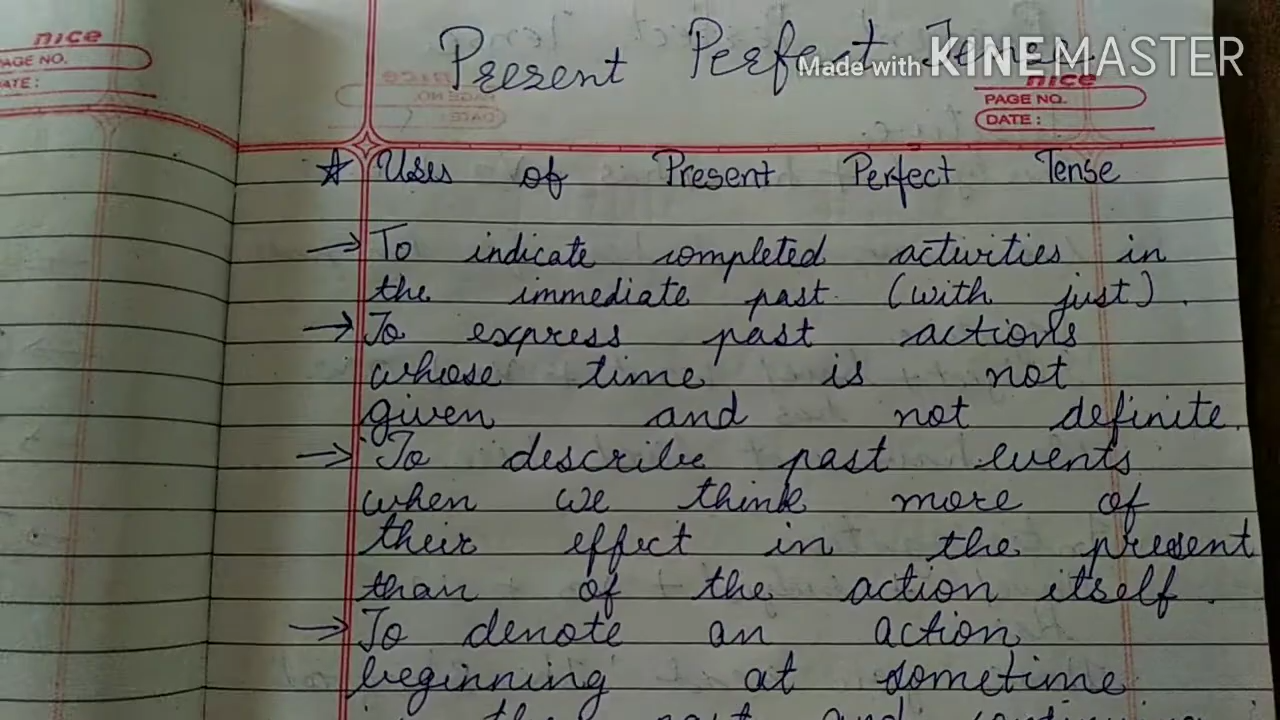 nice
PAGE NO.
ATE:
Present Perfect Tense
Made with KINEMASTER
nice
PAGE NO.
DATE:
Uses of Present Perfect Tense
→ To indicate completed activities in
the immediate past (with just).
→ To express past actions
whose time is not
given and not definite.
→ To describe past events
when we think more of
their effect in the present
than of the action itself.
→ To denote an action
beginning at sometime